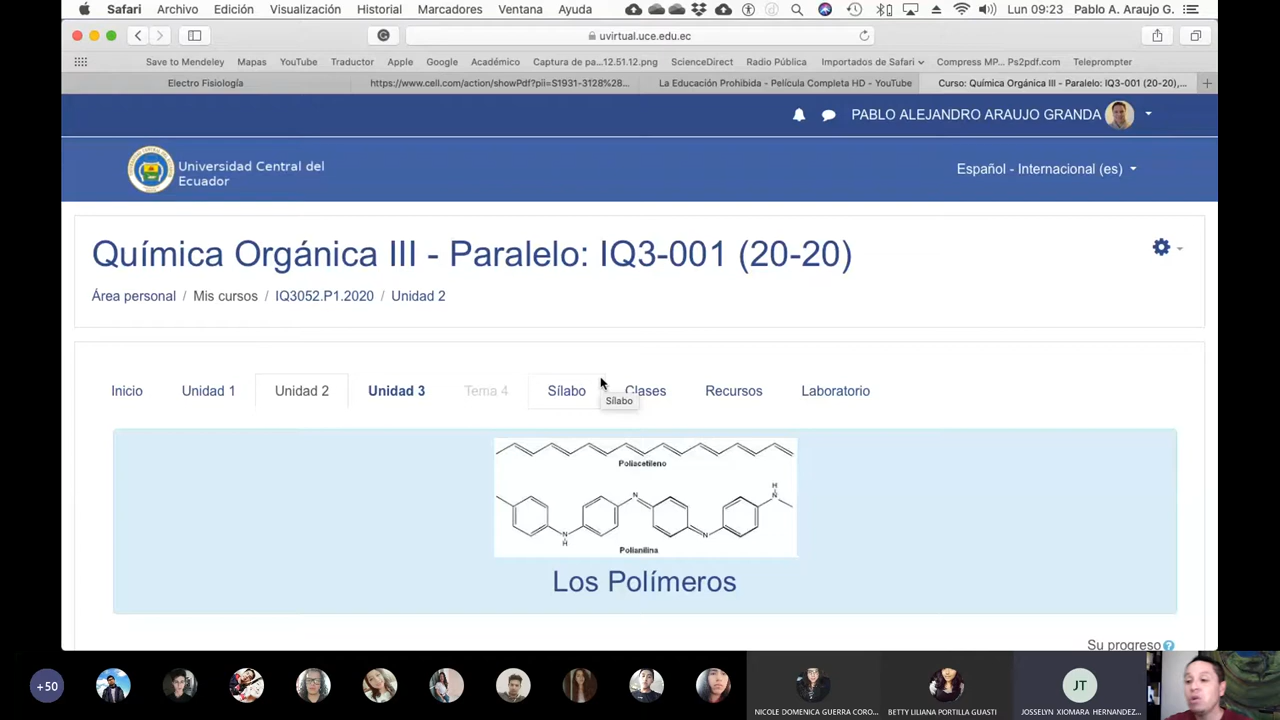 Safari Archivo Edición Visualización Historial Marcadores Ventana Ayuda Lun 09:23 Pablo A. Araujo G.
uvirtual.uce.edu.ec
Save to Mendeley Mapas YouTube Traductor Apple Google Académico Captura de pa...12.51.12.png ScienceDirect Radio Pública Importados de Safari Compress MP... Ps2pdf.com Teleprompter
Electro Fisiología https://www.cell.com/action/showPdf?pii=S1931-3128%28... La Educación Prohibida - Película Completa HD - YouTube Curso: Química Orgánica III - Paralelo: IQ3-001 (20-20),...
PABLO ALEJANDRO ARAUJO GRANDA
Universidad Central del
Ecuador
Español - Internacional (es)
Química Orgánica III - Paralelo: IQ3-001 (20-20)
Área personal / Mis cursos / IQ3052.P1.2020 / Unidad 2
Inicio Unidad 1 Unidad 2 Unidad 3 Tema 4 Sílabo Clases Recursos Laboratorio
Sílabo
Poliacetileno
N
H
N
N
H
N
Polianilina
Los Polímeros
Su progreso
+50
JT
NICOLE DOMENICA GUERRA CORO... BETTY LILIANA PORTILLA GUASTI JOSSELYN XIOMARA HERNANDEZ...